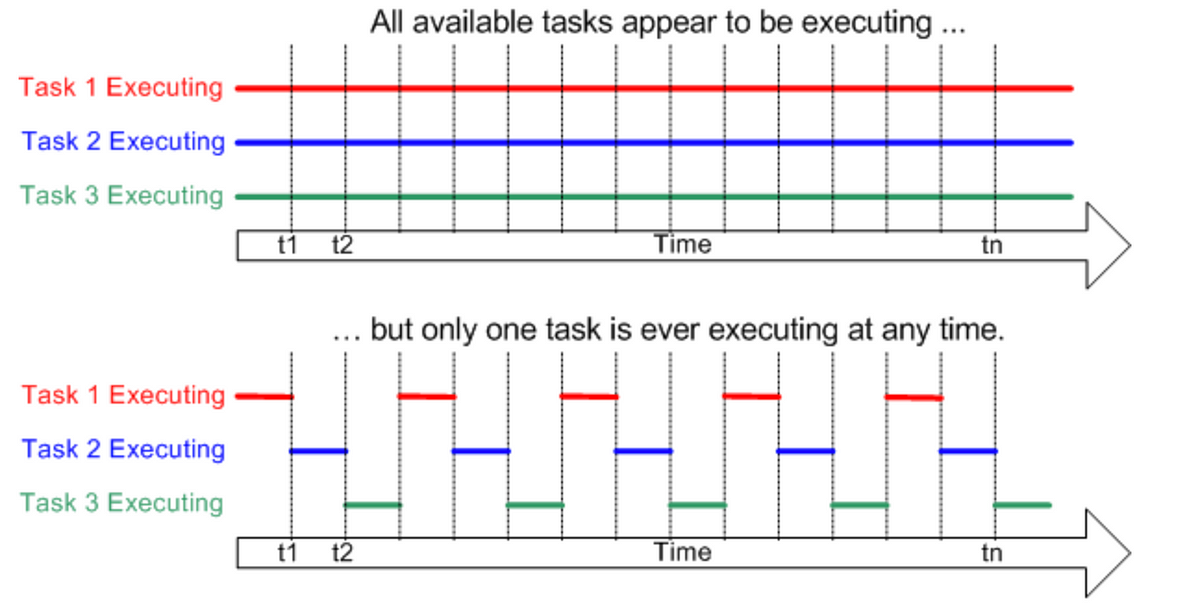 All available tasks appear to be executing ...
Task 1 Executing
Task 2 Executing
Task 3 Executing
t1 t2 Time tn
... but only one task is ever executing at any time.
Task 1 Executing
Task 2 Executing
Task 3 Executing
t1 t2 Time tn